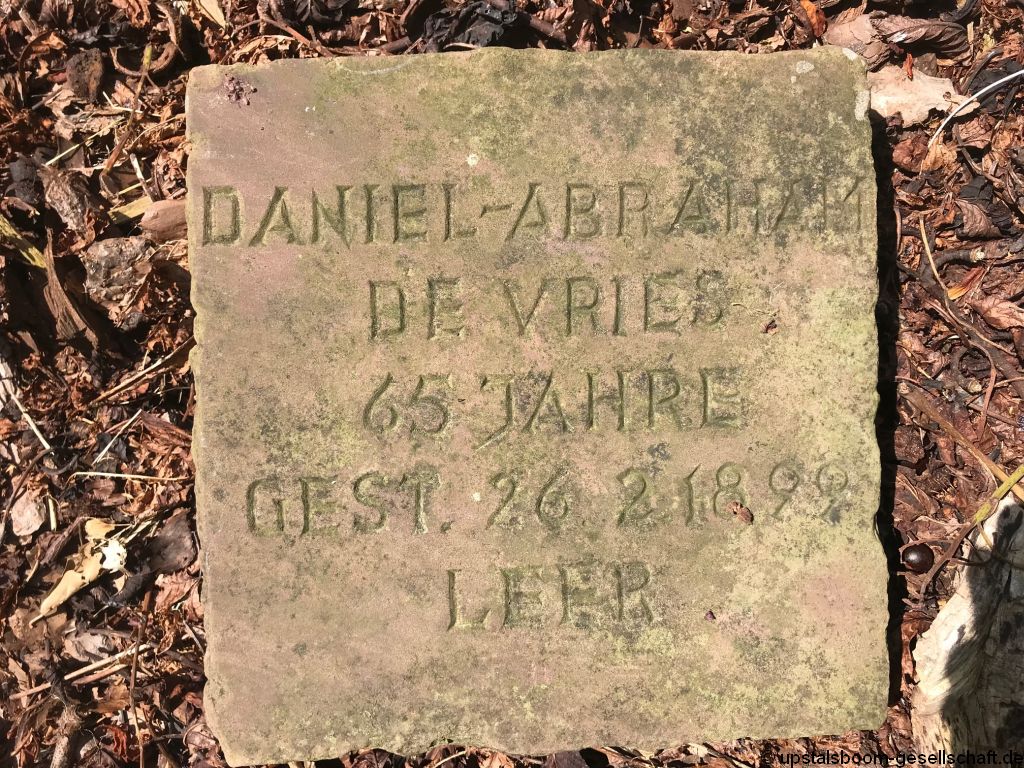 DANIEL-ABRAHAM
DE VRIES
65 JAHRE
GEST. 26 2.1899
LEER
upstalsboom-gesellschaft.de